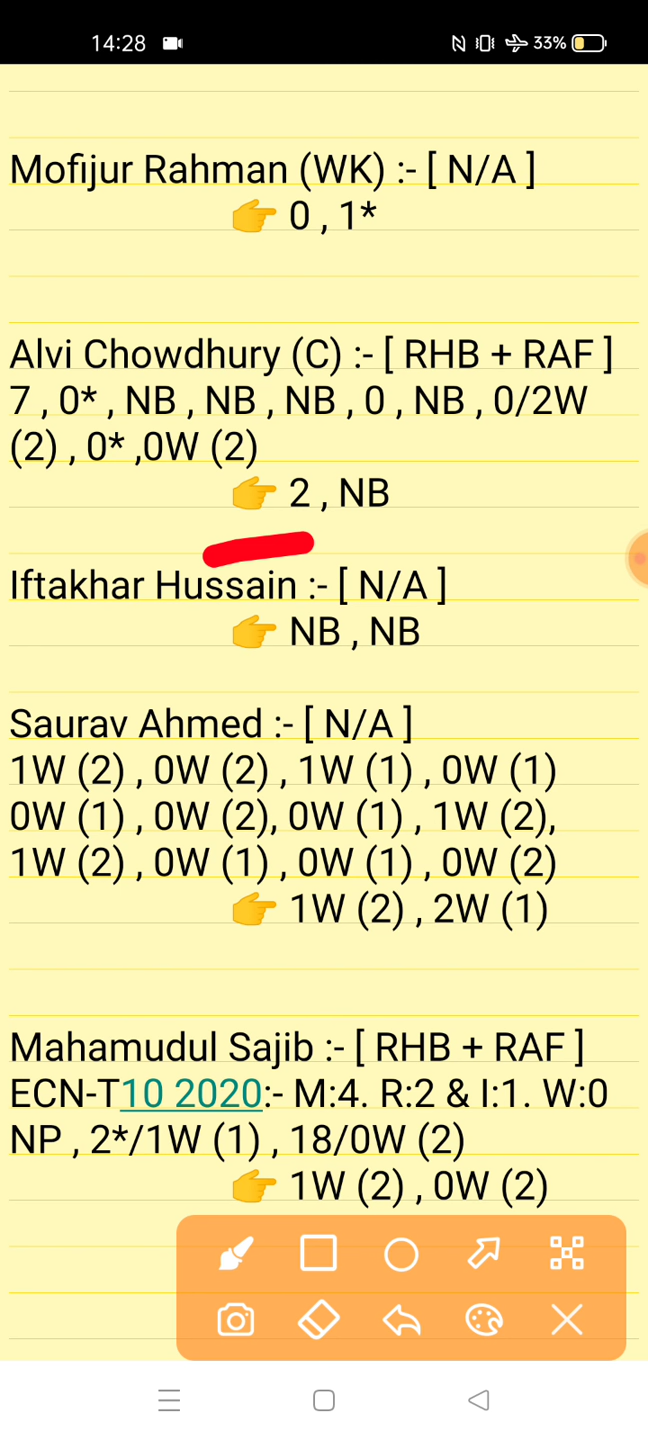 14:28
33%
Mofijur Rahman (WK) :- [ N/A ]
👉 0 , 1*
Alvi Chowdhury (C) :- [ RHB + RAF ]
7 , 0* , NB , NB , NB , 0 , NB , 0/2W
(2) , 0* ,0W (2)
👉 2 , NB
Iftakhar Hussain :- [ N/A ]
👉 NB , NB
Saurav Ahmed :- [ N/A ]
1W (2) , 0W (2) , 1W (1) , 0W (1)
0W (1) , 0W (2), 0W (1) , 1W (2),
1W (2) , 0W (1) , 0W (1) , 0W (2)
👉 1W (2) , 2W (1)
Mahamudul Sajib :- [ RHB + RAF ]
ECN-T10 2020:- M:4. R:2 & I:1. W:0
NP , 2*/1W (1) , 18/0W (2)
👉 1W (2) , 0W (2)